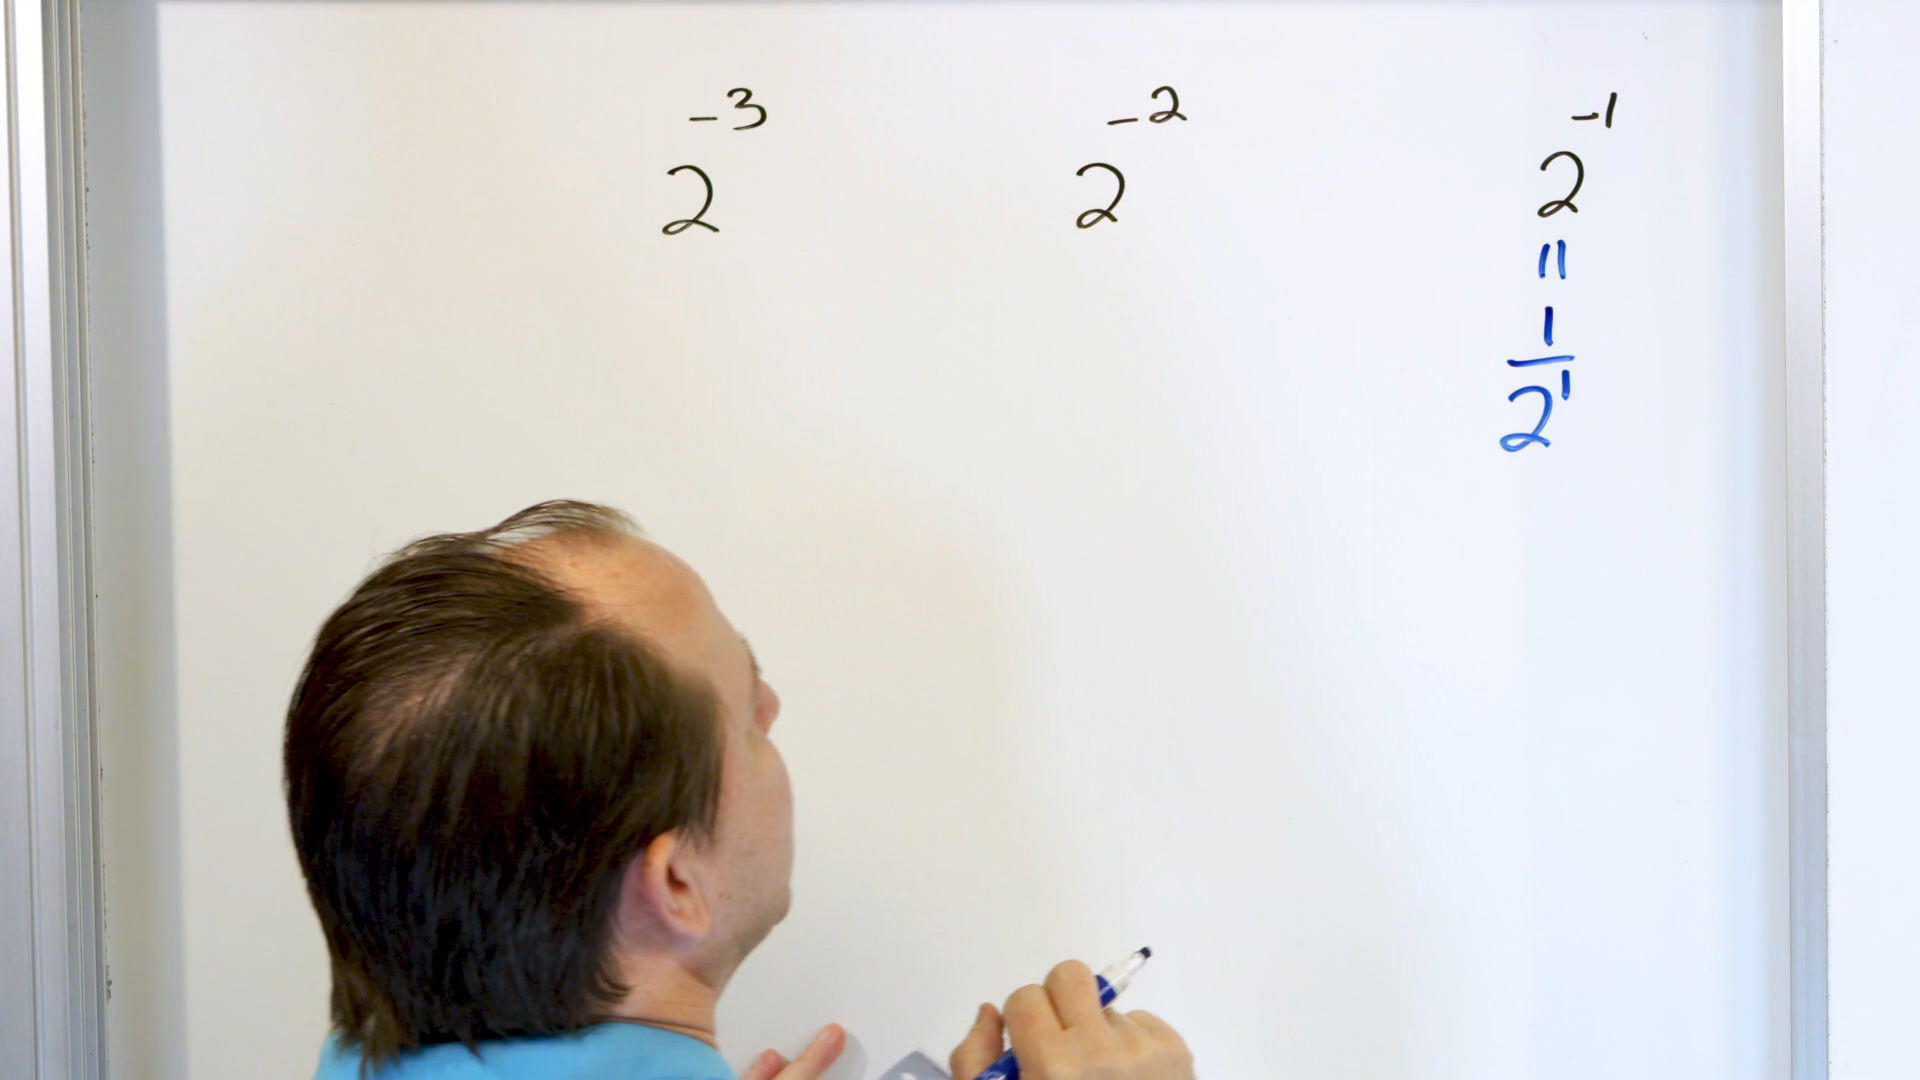 2⁻³ 2⁻² 2⁻¹
=
1
2¹